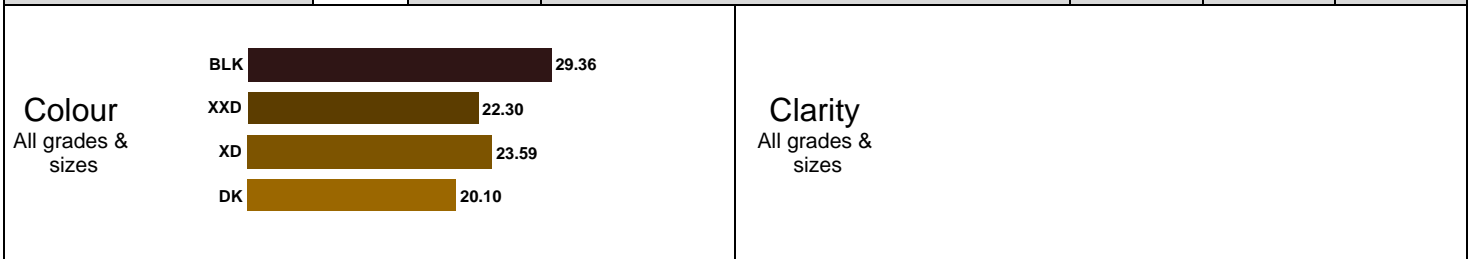 Colour
All grades &
sizes
BLK 29.36
XXD 22.30
XD 23.59
DK 20.10
Clarity
All grades &
sizes